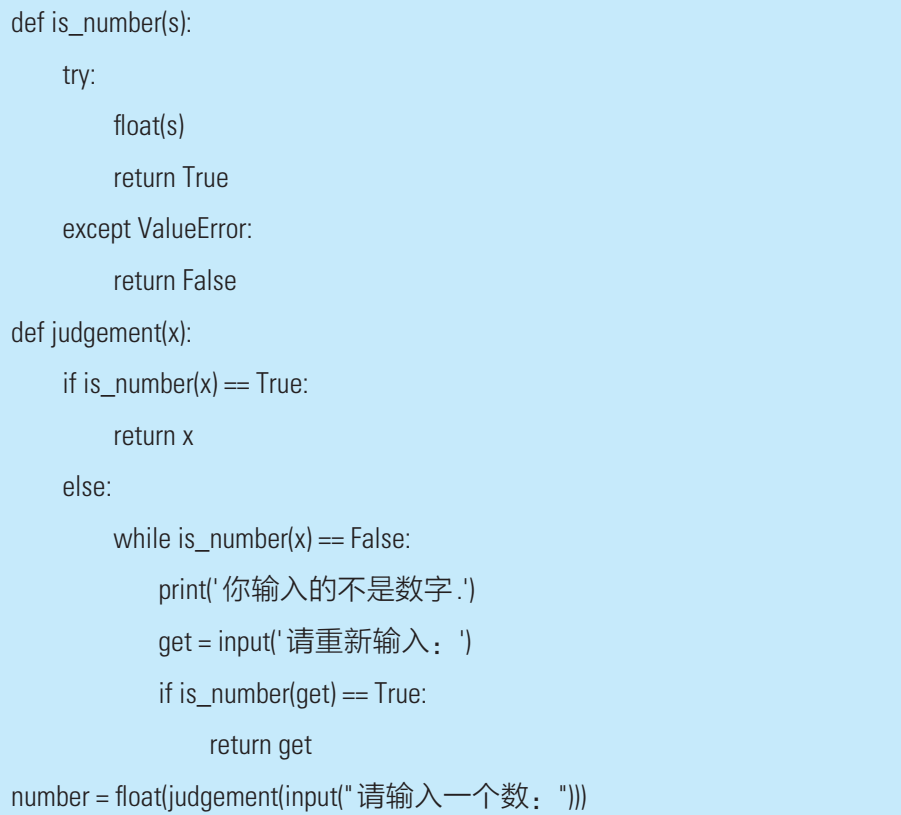 def is_number(s):
    try:
        float(s)
        return True
    except ValueError:
        return False
def judgement(x):
    if is_number(x) == True:
        return x
    else:
        while is_number(x) == False:
            print('你输入的不是数字.')
            get = input('请重新输入：')
            if is_number(get) == True:
                return get
number = float(judgement(input("请输入一个数：")))